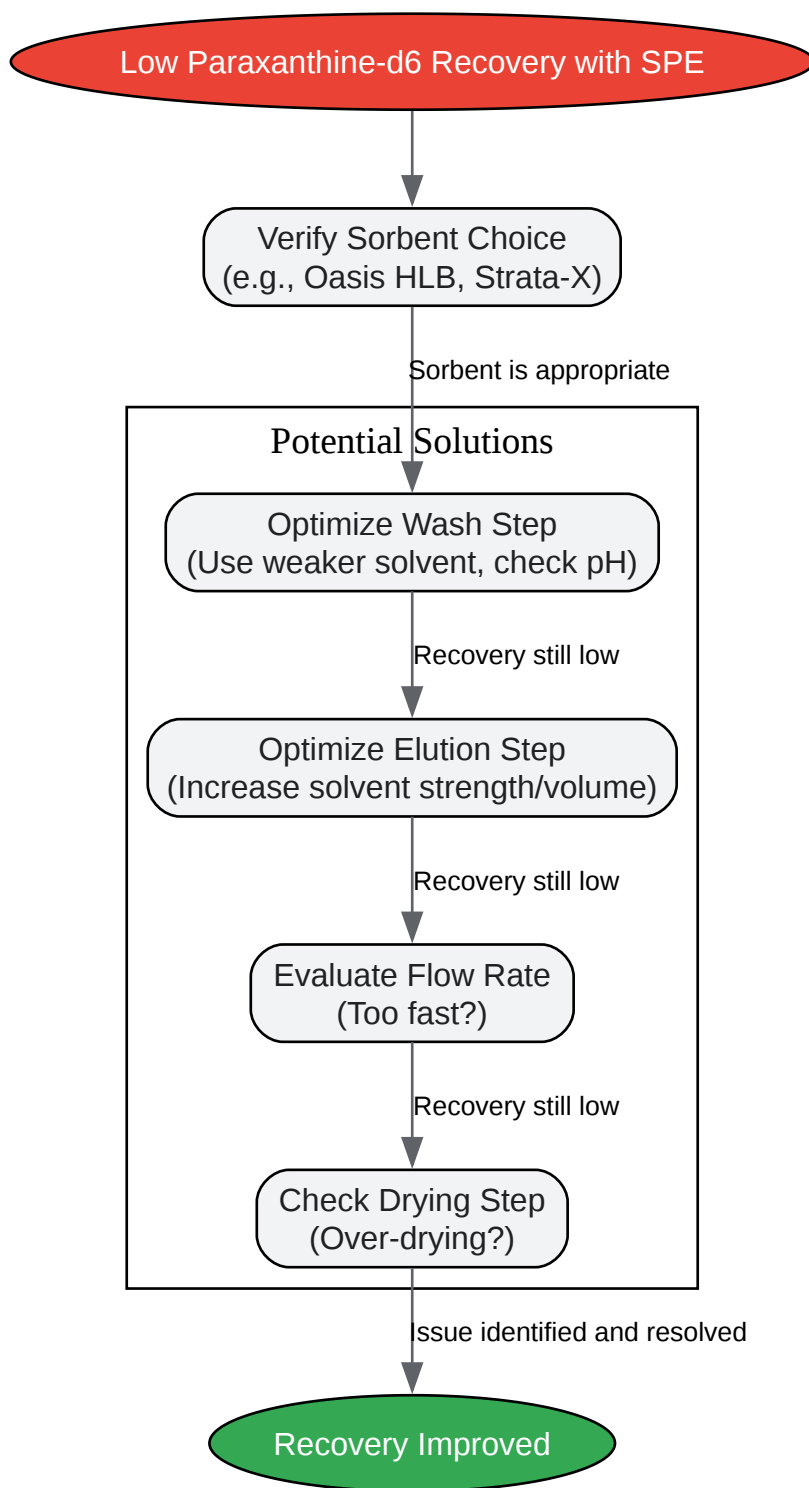 Low Paraxanthine-d6 Recovery with SPE
Verify Sorbent Choice
(e.g., Oasis HLB, Strata-X)
Sorbent is appropriate
Potential Solutions
Optimize Wash Step
(Use weaker solvent, check pH)
Recovery still low
Optimize Elution Step
(Increase solvent strength/volume)
Recovery still low
Evaluate Flow Rate
(Too fast?)
Recovery still low
Check Drying Step
(Over-drying?)
Issue identified and resolved
Recovery Improved